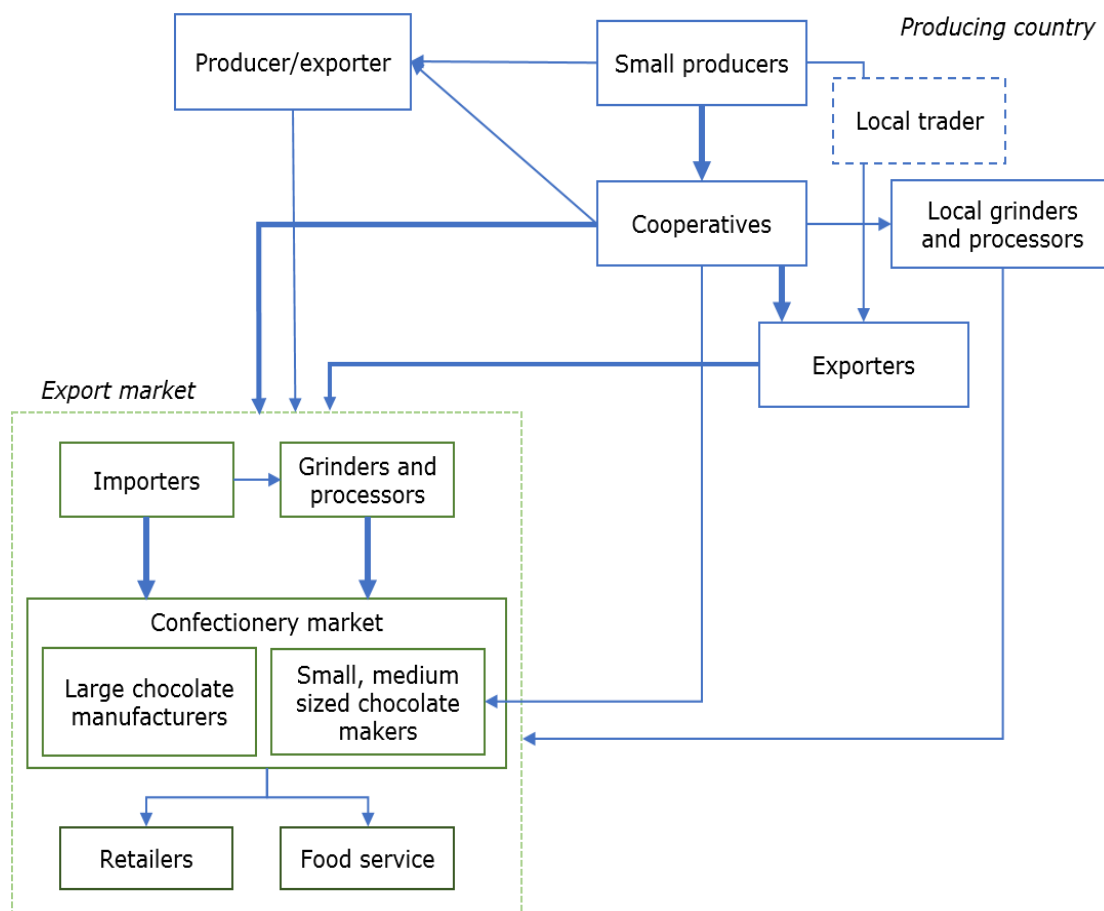 Producing country
Producer/exporter
Small producers
Local trader
Cooperatives
Local grinders
and processors
Exporters
Export market
Importers
Grinders and
processors
Confectionery market
Large chocolate
manufacturers
Small, medium
sized chocolate
makers
Retailers
Food service